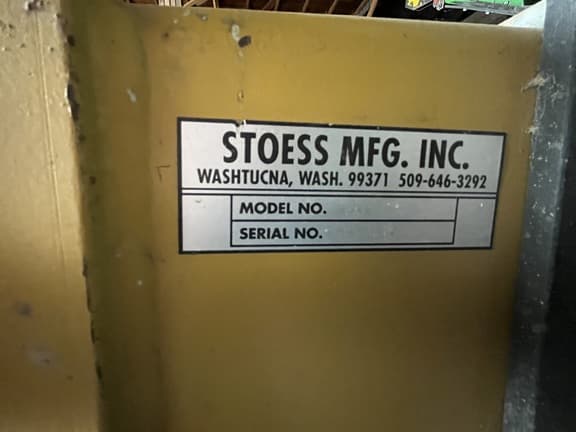 STOESS MFG. INC.
WASHTUCNA, WASH. 99371 509-646-3292
MODEL NO.
SERIAL NO.